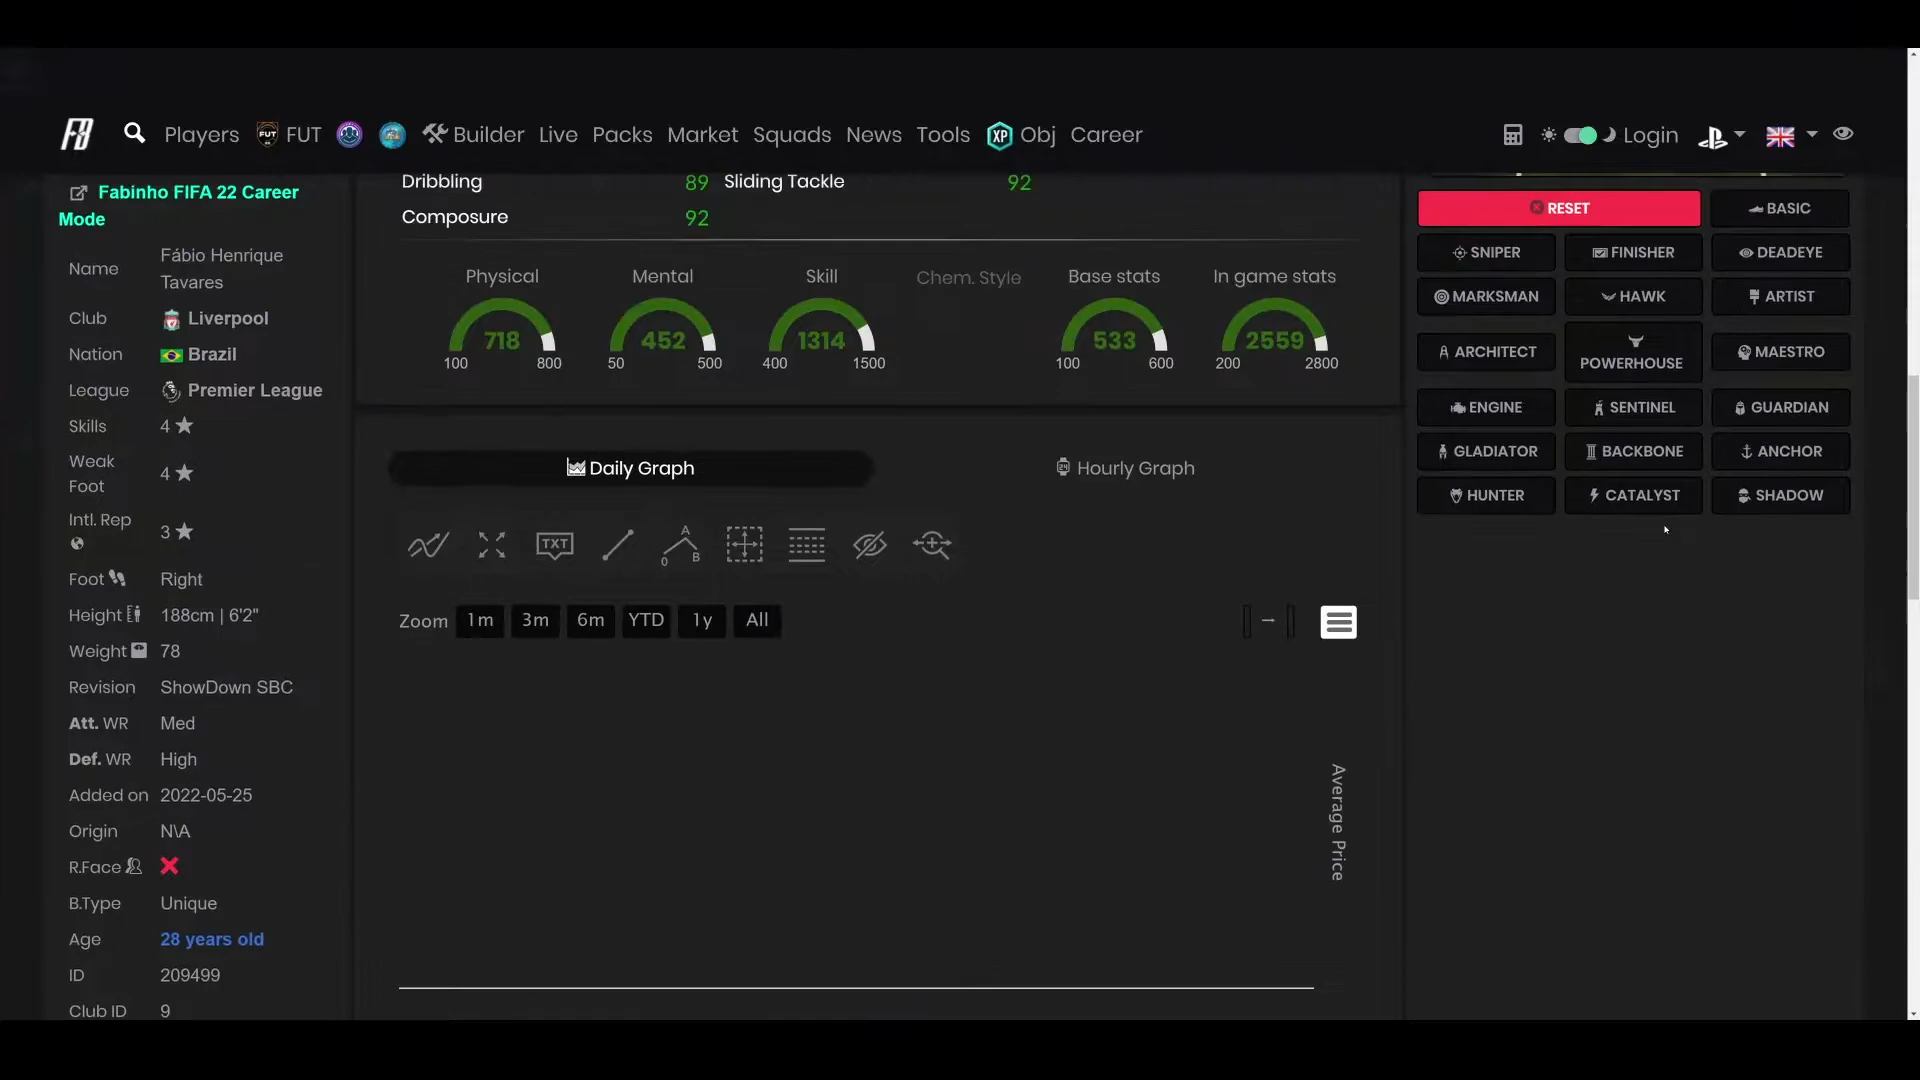 Players FUT Builder Live Packs Market Squads News Tools XP Obj Career Login
Fabinho FIFA 22 Career
Mode
Name Fábio Henrique
Tavares
Club Liverpool
Nation Brazil
League Premier League
Skills 4
Weak
Foot 4
Intl. Rep 3
Foot Right
Height 188cm | 6'2"
Weight 78
Revision ShowDown SBC
Att. WR Med
Def. WR High
Added on 2022-05-25
Origin N\A
R.Face
B.Type Unique
Age 28 years old
ID 209499
Club ID 9
Dribbling 89 Sliding Tackle 92
Composure 92
Physical Mental Skill Chem. Style Base stats In game stats
718 452 1314 533 2559
100 800 50 500 400 1500 100 600 200 2800
Daily Graph Hourly Graph
TXT
A
0 B
Zoom 1m 3m 6m YTD 1y All →
Average Price
RESET BASIC
SNIPER FINISHER DEADEYE
MARKSMAN HAWK ARTIST
ARCHITECT POWERHOUSE MAESTRO
ENGINE SENTINEL GUARDIAN
GLADIATOR BACKBONE ANCHOR
HUNTER CATALYST SHADOW